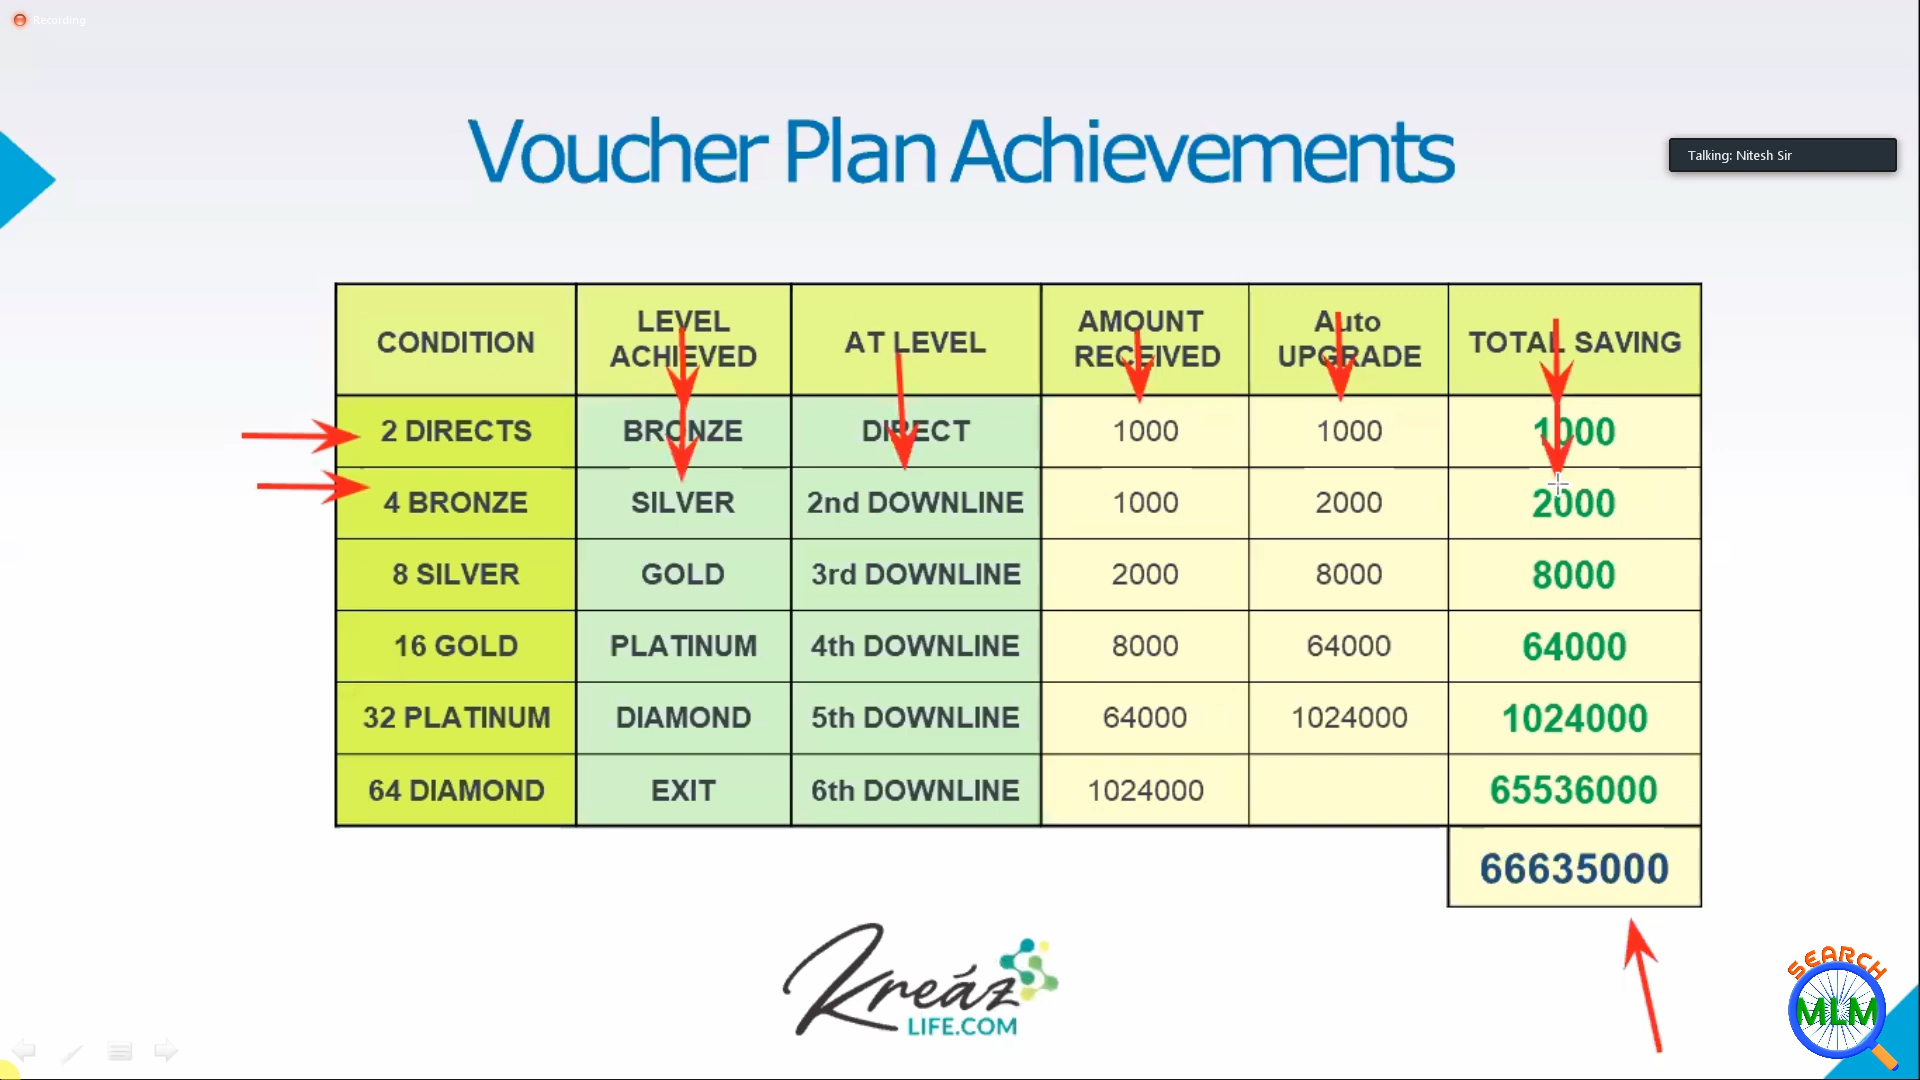 Recording
Voucher Plan Achievements
Talking: Nitesh Sir
CONDITION LEVEL ACHIEVED AT LEVEL AMOUNT RECEIVED Auto UPGRADE TOTAL SAVING
2 DIRECTS BRONZE DIRECT 1000 1000 1000
4 BRONZE SILVER 2nd DOWNLINE 1000 2000 2000
8 SILVER GOLD 3rd DOWNLINE 2000 8000 8000
16 GOLD PLATINUM 4th DOWNLINE 8000 64000 64000
32 PLATINUM DIAMOND 5th DOWNLINE 64000 1024000 1024000
64 DIAMOND EXIT 6th DOWNLINE 1024000 65536000
66635000
Kreáz
LIFE.COM
SEARCH
MLM